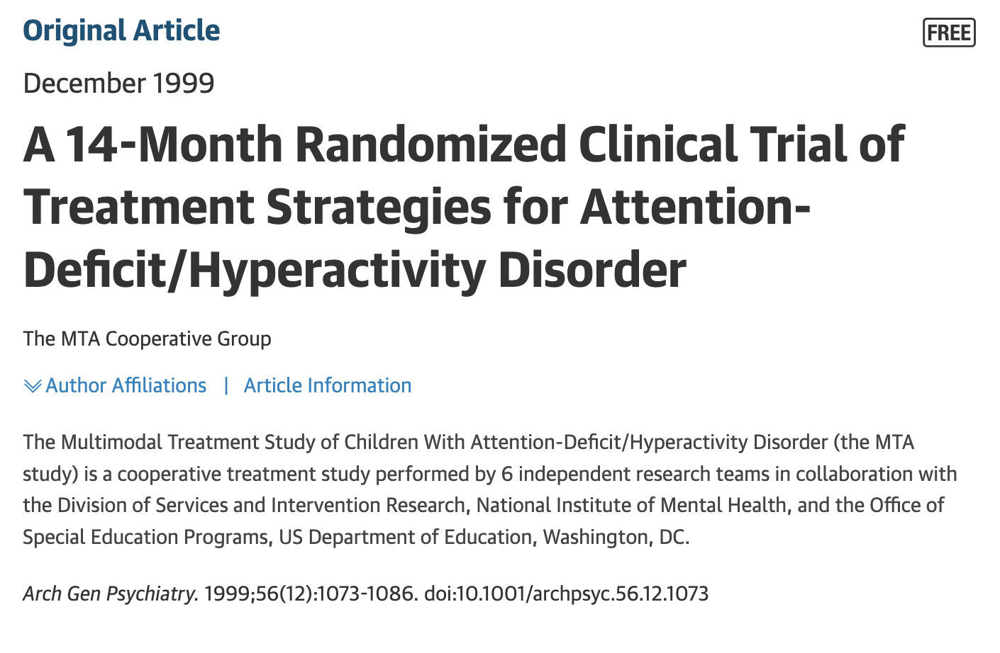 Original Article
FREE
December 1999
A 14-Month Randomized Clinical Trial of
Treatment Strategies for Attention-
Deficit/Hyperactivity Disorder
The MTA Cooperative Group
Author Affiliations | Article Information
The Multimodal Treatment Study of Children With Attention-Deficit/Hyperactivity Disorder (the MTA
study) is a cooperative treatment study performed by 6 independent research teams in collaboration with
the Division of Services and Intervention Research, National Institute of Mental Health, and the Office of
Special Education Programs, US Department of Education, Washington, DC.
Arch Gen Psychiatry. 1999;56(12):1073-1086. doi:10.1001/archpsyc.56.12.1073